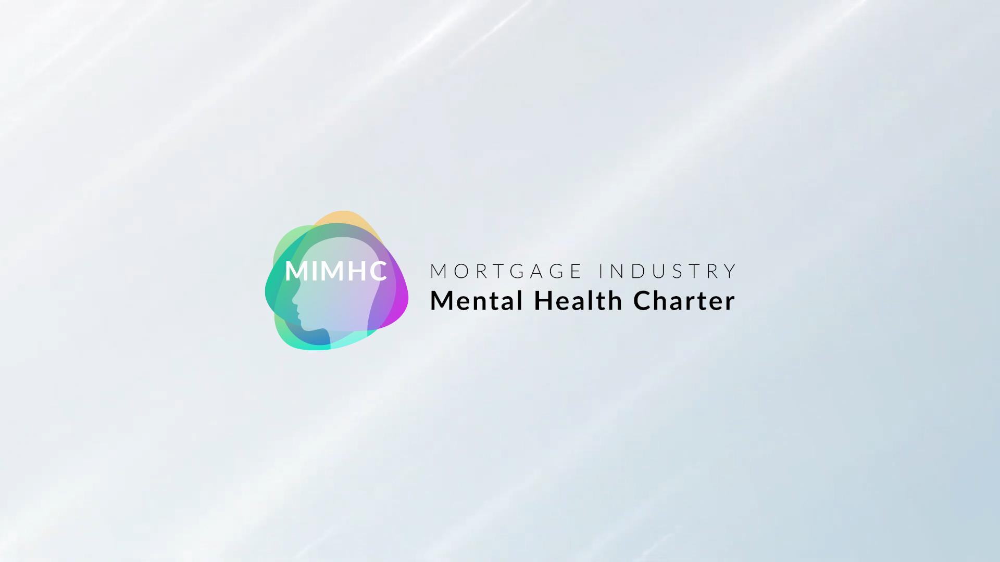 MIMHC
MORTGAGE INDUSTRY
Mental Health Charter